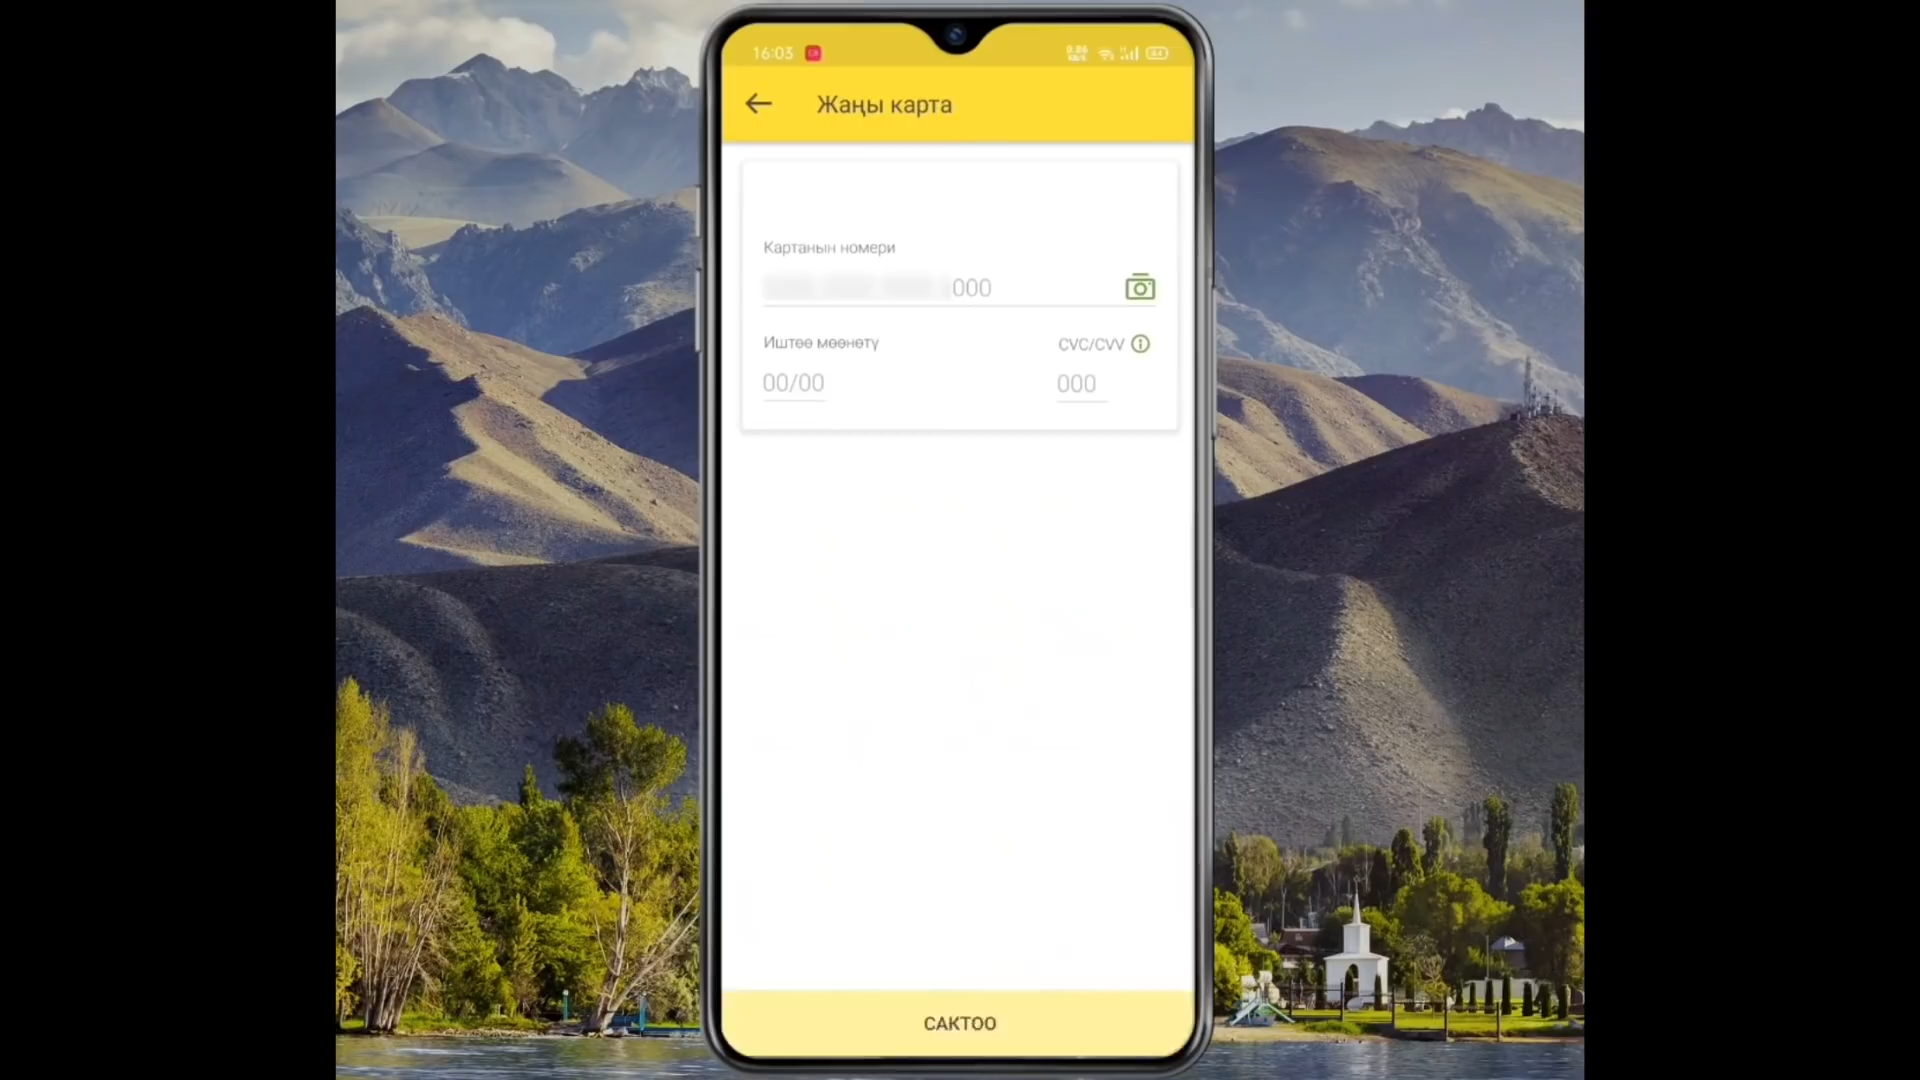 16:03
Жаңы карта
Картанын номери
000
Иштөө мөөнөтү
CVC/CVV
00/00
000
САКТОО